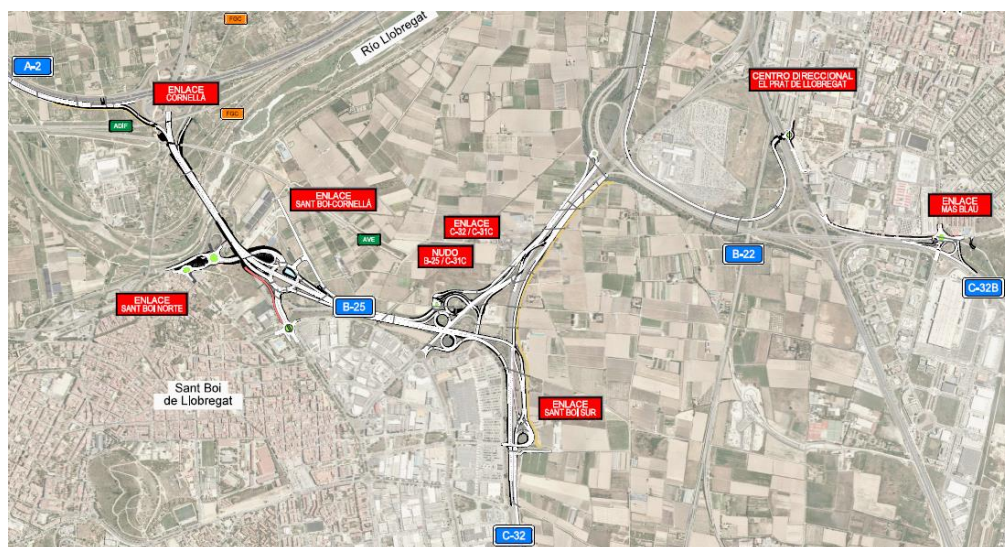 FGC
Río Llobregat
A-2
ENLACE
CORNELLÀ
CENTRO DIRECCIONAL
EL PRAT DE LLOBREGAT
FGC
ADIF
ENLACE
SANT BOI-CORNELLÀ
ENLACE
MAS BLAU
ENLACE
C-32 / C-31C
AVE
NUDO
B-25 / C-31C
B-22
ENLACE
SANT BOI NORTE
B-25
C-32B
Sant Boi
de Llobregat
ENLACE
SANT BOI SUR
C-32